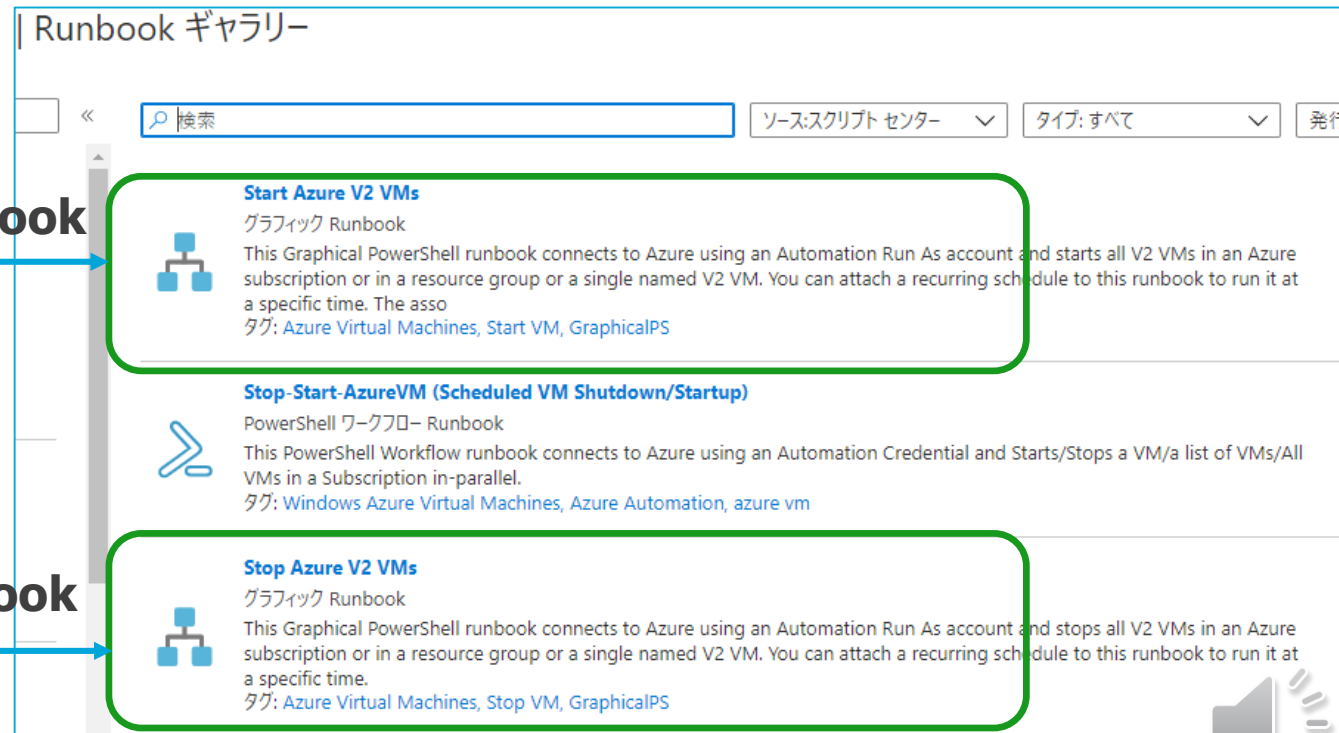 | Runbook ギャラリー
«
検索
ソース:スクリプト センター
タイプ: すべて
発行
ook
Start Azure V2 VMs
グラフィック Runbook
This Graphical PowerShell runbook connects to Azure using an Automation Run As account and starts all V2 VMs in an Azure
subscription or in a resource group or a single named V2 VM. You can attach a recurring schedule to this runbook to run it at
a specific time. The asso
タグ: Azure Virtual Machines, Start VM, GraphicalPS
Stop-Start-AzureVM (Scheduled VM Shutdown/Startup)
PowerShell ワークフロー Runbook
This PowerShell Workflow runbook connects to Azure using an Automation Credential and Starts/Stops a VM/a list of VMs/All
VMs in a Subscription in-parallel.
タグ: Windows Azure Virtual Machines, Azure Automation, azure vm
ook
Stop Azure V2 VMs
グラフィック Runbook
This Graphical PowerShell runbook connects to Azure using an Automation Run As account and stops all V2 VMs in an Azure
subscription or in a resource group or a single named V2 VM. You can attach a recurring schedule to this runbook to run it at
a specific time.
タグ: Azure Virtual Machines, Stop VM, GraphicalPS